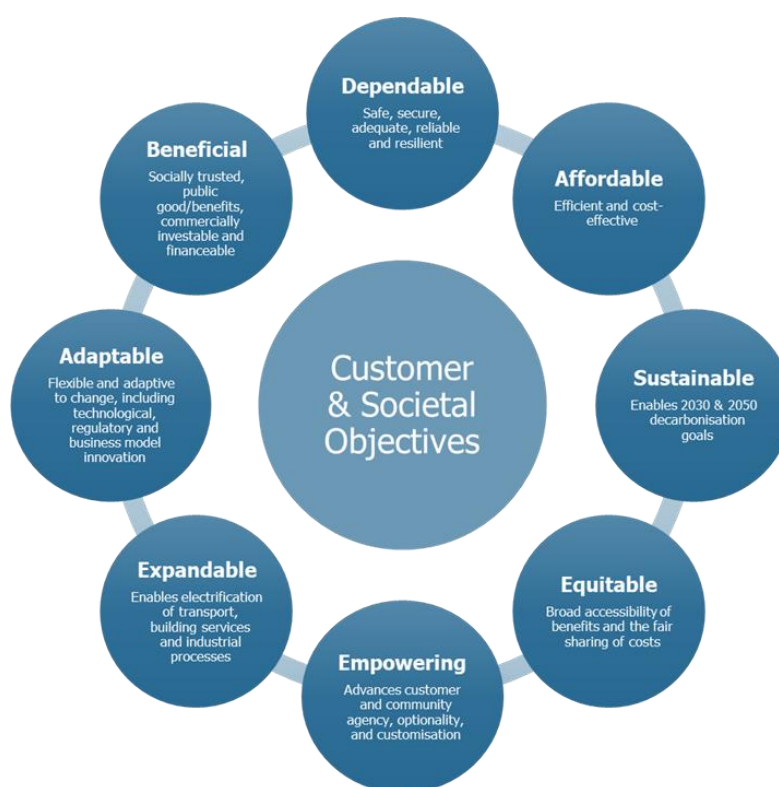 Dependable
Safe, secure,
adequate, reliable
and resilient
Affordable
Efficient and cost-
effective
Sustainable
Enables 2030 & 2050
decarbonisation
goals
Equitable
Broad accessibility of
benefits and the fair
sharing of costs
Empowering
Advances customer
and community
agency, optionality,
and customisation
Expandable
Enables electrification
of transport,
building services
and industrial
processes
Adaptable
Flexible and adaptive
to change, including
technological,
regulatory and
business model
innovation
Beneficial
Socially trusted,
public
good/benefits,
commercially
investable and
financeable
Customer
& Societal
Objectives